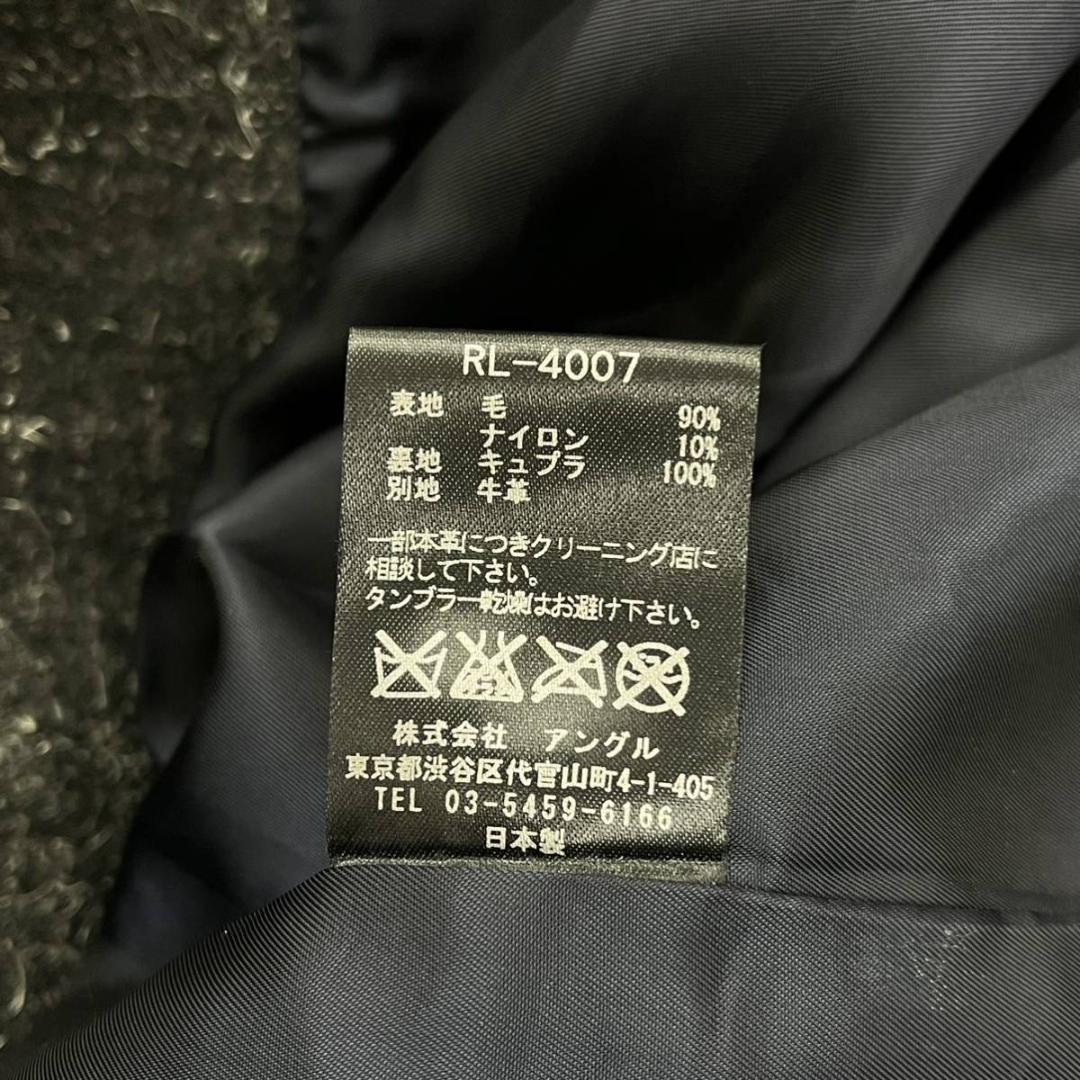 RL-4007
表地 毛 90%
ナイロン 10%
裏地 キュプラ 100%
別地 牛革
一部本革につきクリーニング店に
相談して下さい。
タンブラー乾燥はお避け下さい。
株式会社 アングル
東京都渋谷区代官山町4-1-405
TEL 03-5459-6166
日本製